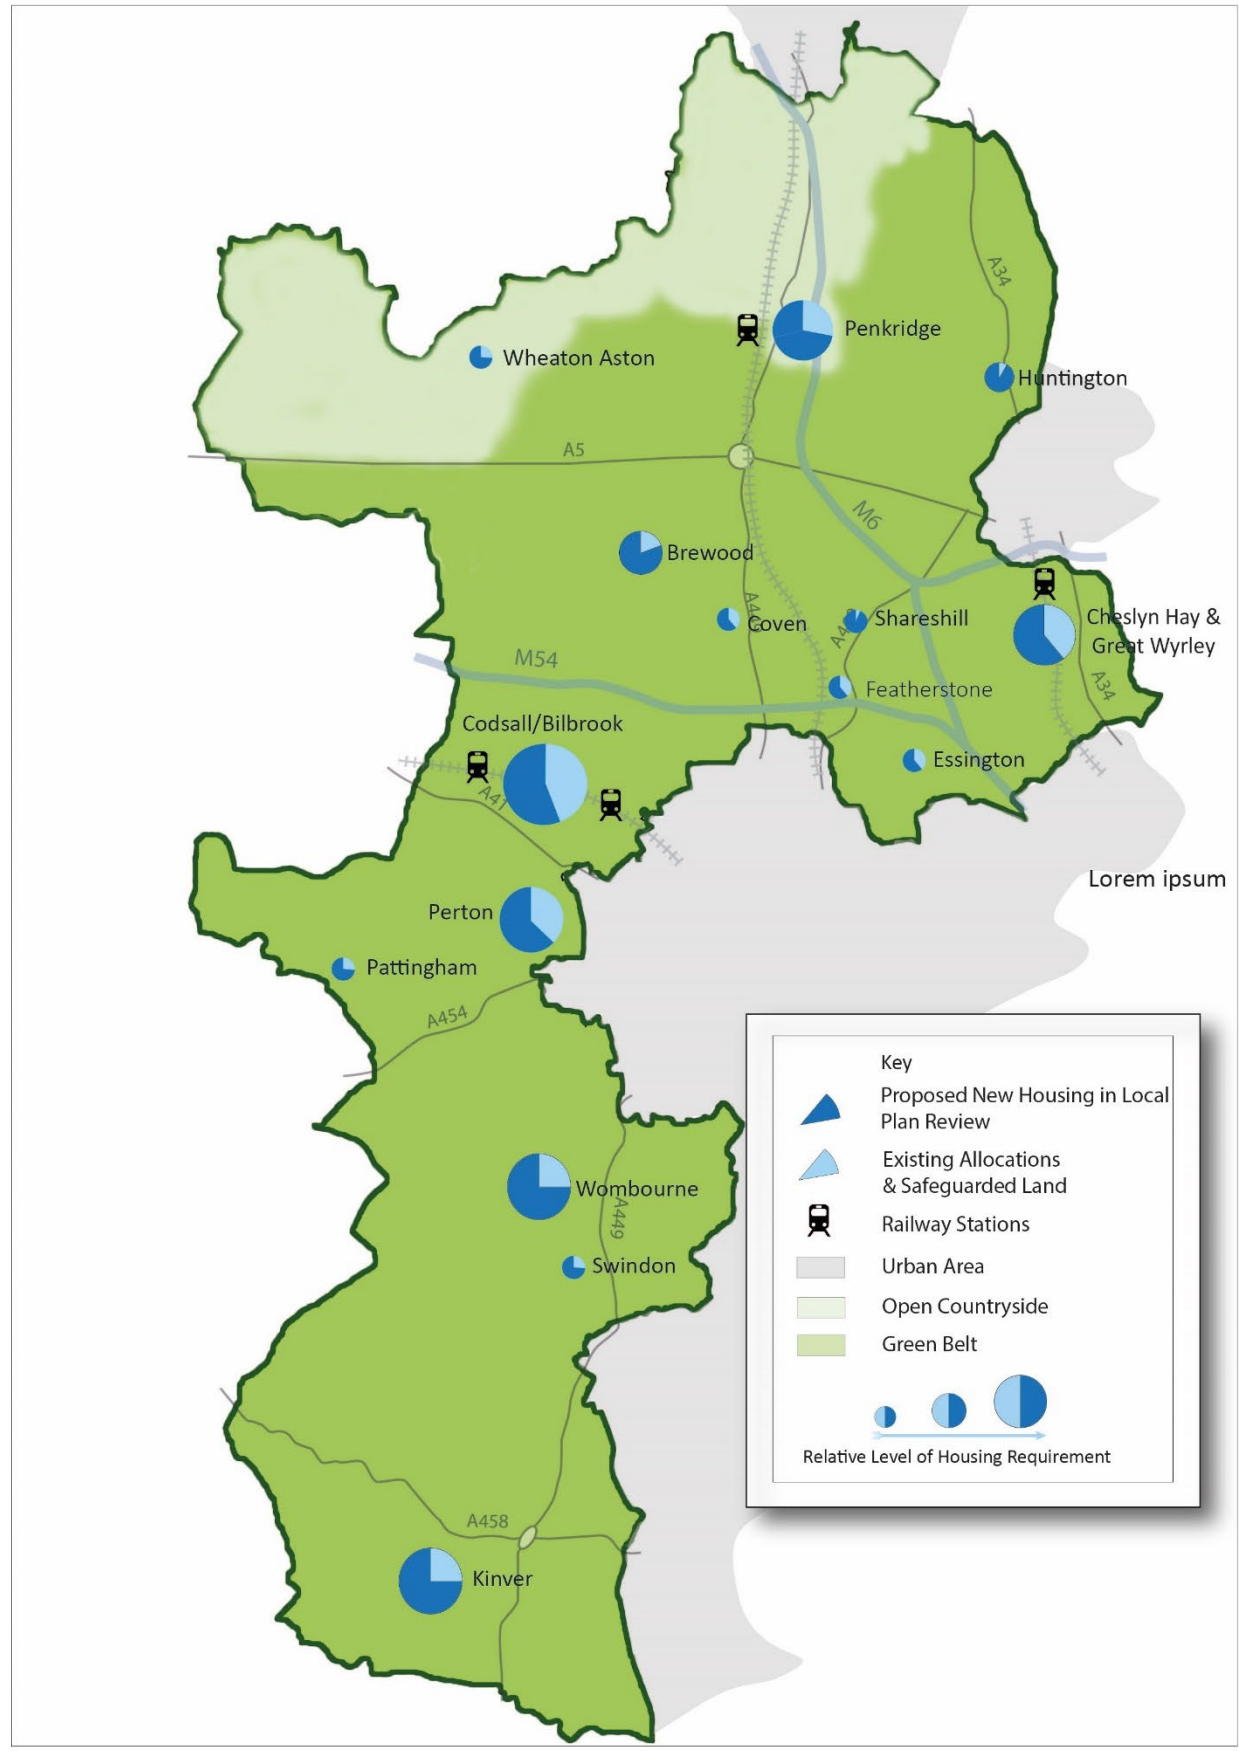 A34
Penkridge
Wheaton Aston
Huntington
A5
M6
Brewood
A449
Coven
Shareshill
Cheslyn Hay &
Great Wyrley
M54
Featherstone
A34
Codsall/Bilbrook
Essington
A41
Lorem ipsum
Perton
Pattingham
A454
Key
Proposed New Housing in Local
Plan Review
Existing Allocations
& Safeguarded Land
Railway Stations
Urban Area
Open Countryside
Green Belt
Relative Level of Housing Requirement
Wombourne
A449
Swindon
A458
Kinver